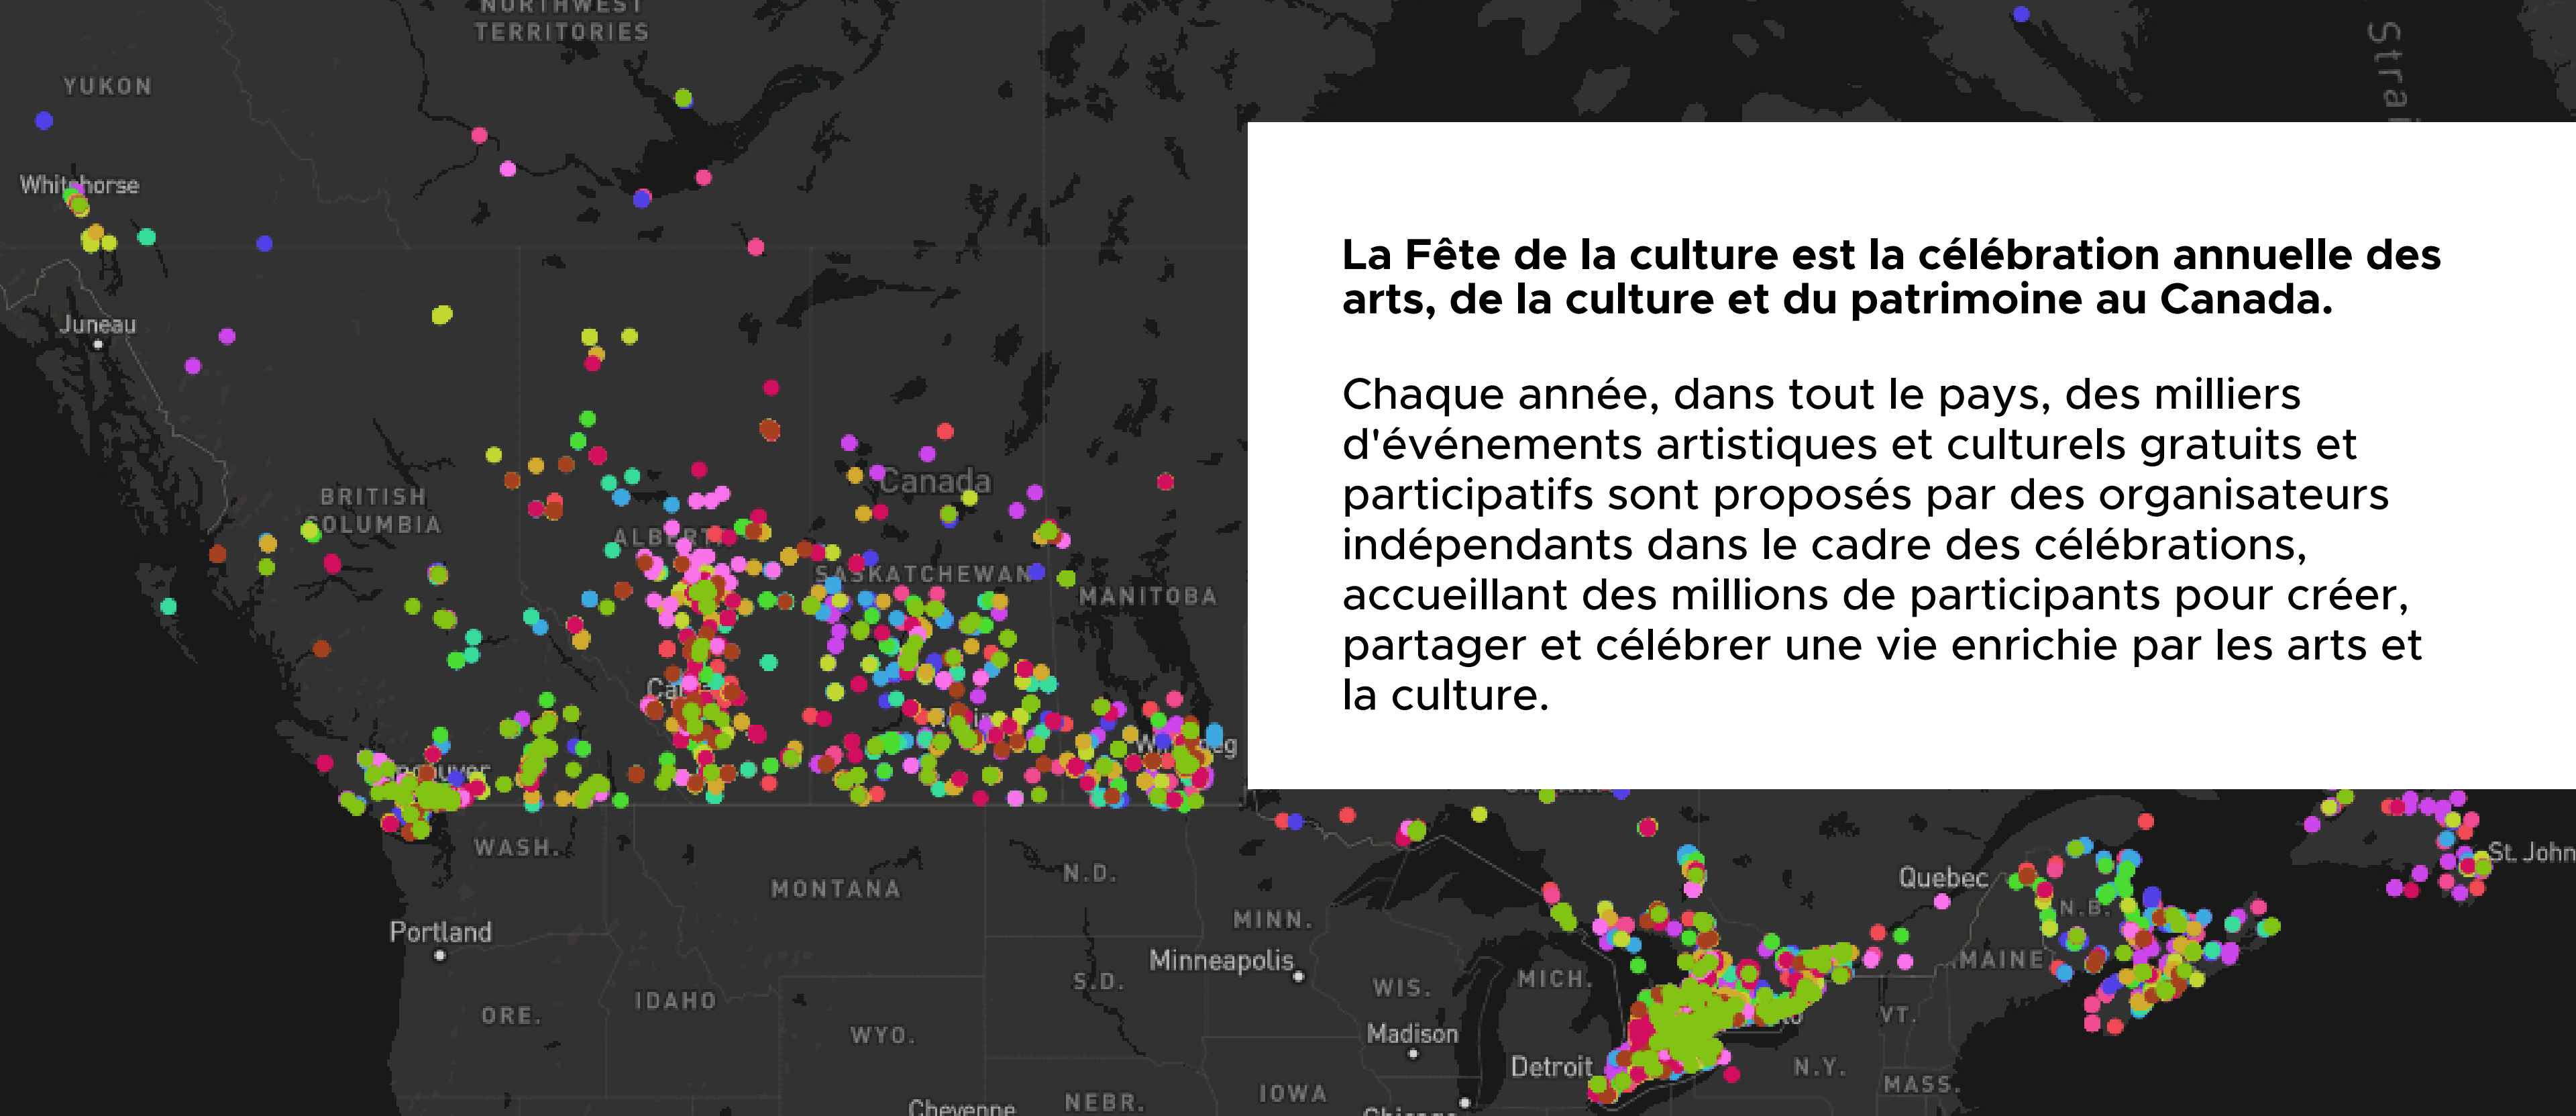 NORTHWEST
TERRITORIES
YUKON
Whitehorse
Juneau
Canada
BRITISH
COLUMBIA
ALBERTA
SASKATCHEWAN
MANITOBA
Stra
La Fête de la culture est la célébration annuelle des
arts, de la culture et du patrimoine au Canada.
Chaque année, dans tout le pays, des milliers
d'événements artistiques et culturels gratuits et
participatifs sont proposés par des organisateurs
indépendants dans le cadre des célébrations,
accueillant des millions de participants pour créer,
partager et célébrer une vie enrichie par les arts et
la culture.
WASH.
MONTANA
N.D.
Portland
MINN.
Minneapolis
S.D.
WIS.
MICH.
ORE.
IDAHO
WYO.
Madison
Detroit
IOWA
NEBR.
Cheyenne
Chicago
Quebec
N.B.
St. John
MAINE
VT.
N.Y.
MASS.